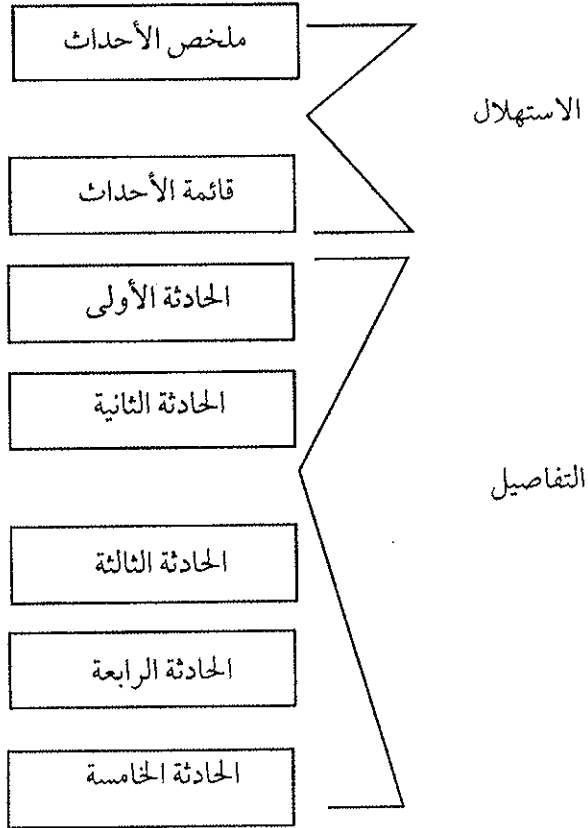 ملخص الأحداث
الاستهلال
قائمة الأحداث
الحادثة الأولى
الحادثة الثانية
التفاصيل
الحادثة الثالثة
الحادثة الرابعة
الحادثة الخامسة